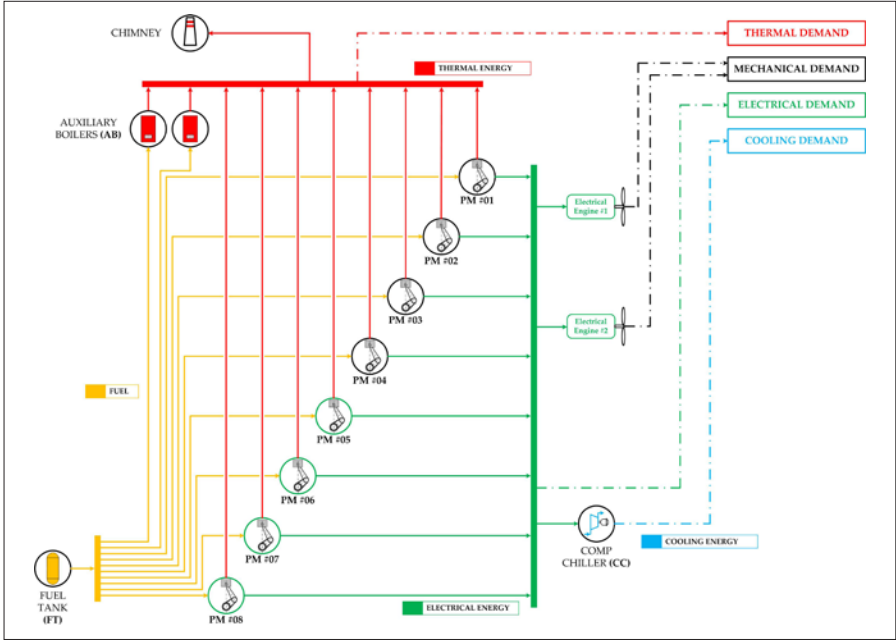 CHIMNEY
THERMAL DEMAND
MECHANICAL DEMAND
THERMAL ENERGY
ELECTRICAL DEMAND
AUXILIARY
BOILERS (AB)
COOLING DEMAND
PM #01
Electrical
Engine #1
PM #02
PM #03
Electrical
Engine #2
PM #04
FUEL
PM #05
PM #06
COOLING ENERGY
COMP
CHILLER (CC)
PM #07
FUEL
TANK
(FT)
PM #08
ELECTRICAL ENERGY